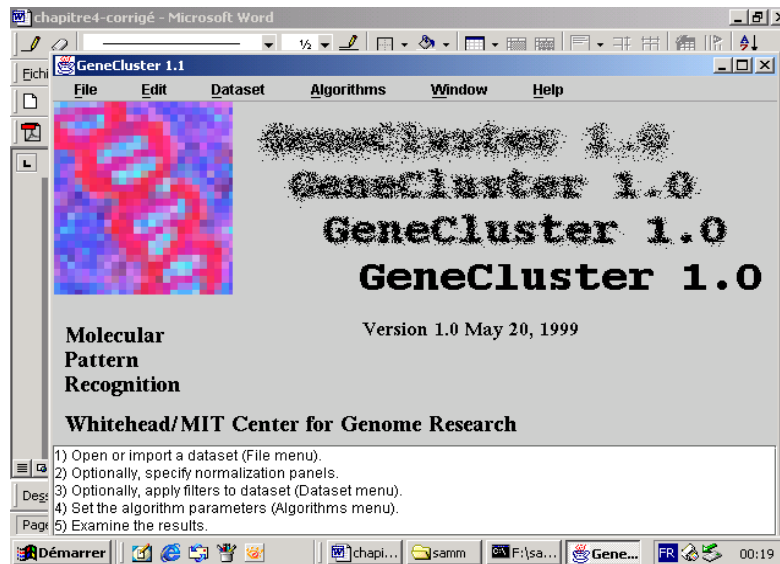 chapitre4-corrigé - Microsoft Word
½
Fichi
GeneCluster 1.1
File Edit Dataset Algorithms Window Help
GeneCluster 1.0
GeneCluster 1.0
GeneCluster 1.0
GeneCluster 1.0
Version 1.0 May 20, 1999
Molecular
Pattern
Recognition
Whitehead/MIT Center for Genome Research
1) Open or import a dataset (File menu).
2) Optionally, specify normalization panels.
3) Optionally, apply filters to dataset (Dataset menu).
4) Set the algorithm parameters (Algorithms menu).
5) Examine the results.
Dess
Page
Démarrer chapi... samm F:\sa... Gene... FR 00:19